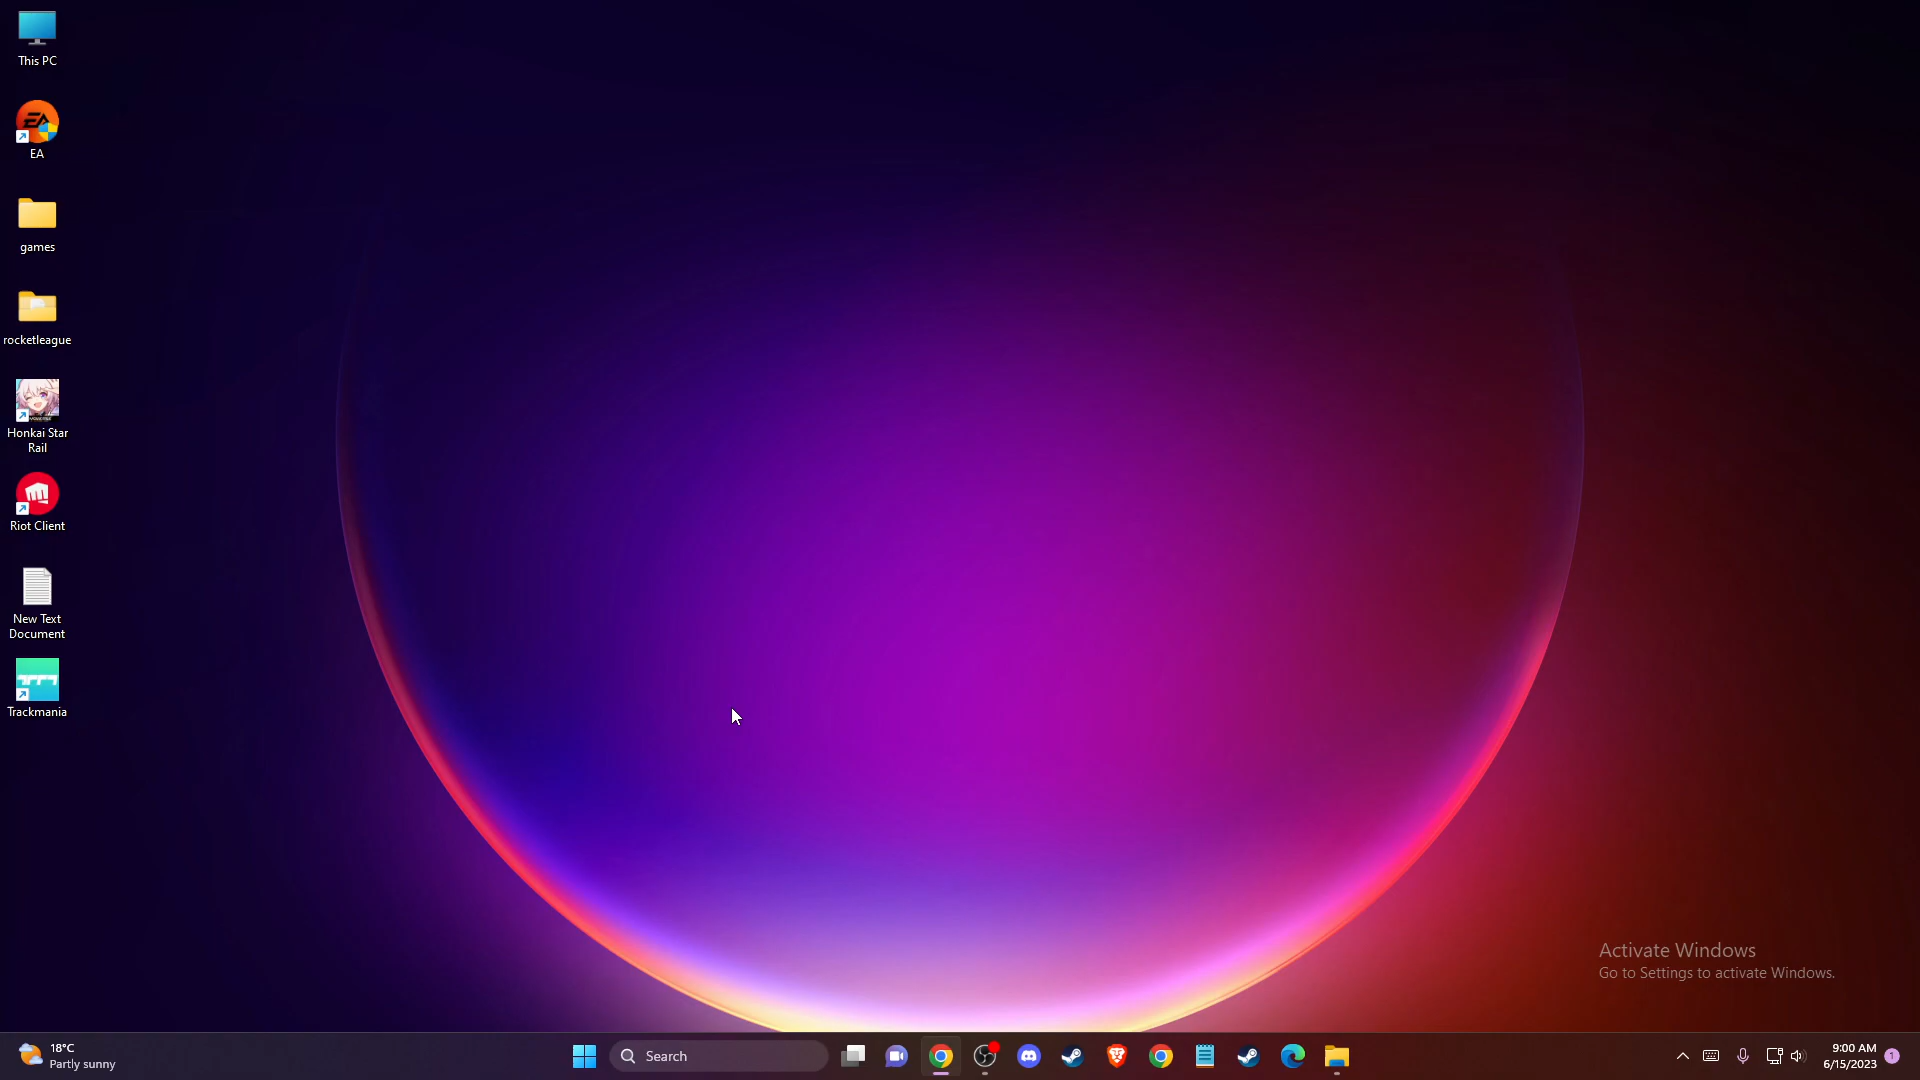 This PC
EA
games
rocketleague
Honkai Star
Rail
Riot Client
New Text
Document
Trackmania
Activate Windows
Go to Settings to activate Windows.
18°C
Partly sunny
Search
9:00 AM
6/15/2023
1